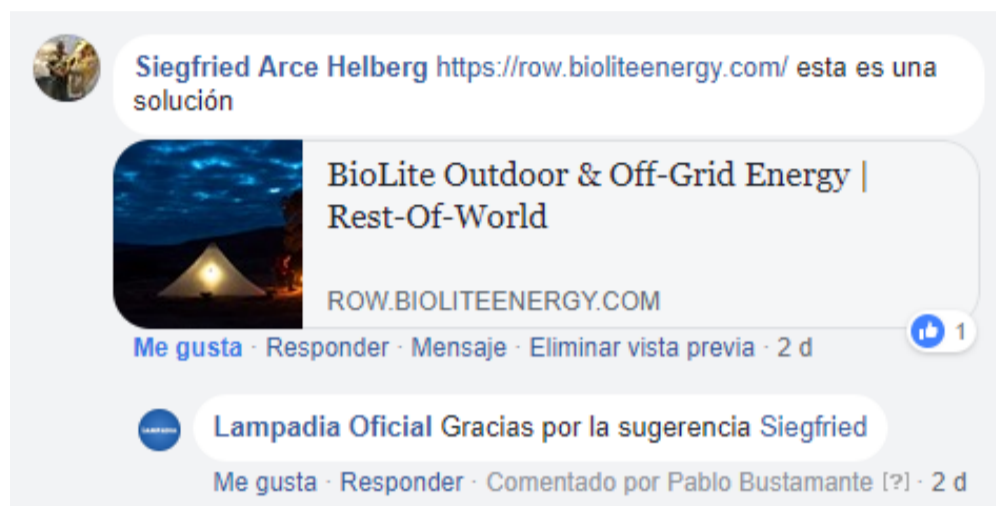 Siegfried Arce Helberg https://row.bioliteenergy.com/ esta es una
solución
BioLite Outdoor & Off-Grid Energy |
Rest-Of-World
ROW.BIOLITEENERGY.COM
1
Me gusta · Responder · Mensaje · Eliminar vista previa · 2 d
LAMPADIA
Lampadia Oficial Gracias por la sugerencia Siegfried
Me gusta · Responder · Comentado por Pablo Bustamante [?] · 2 d